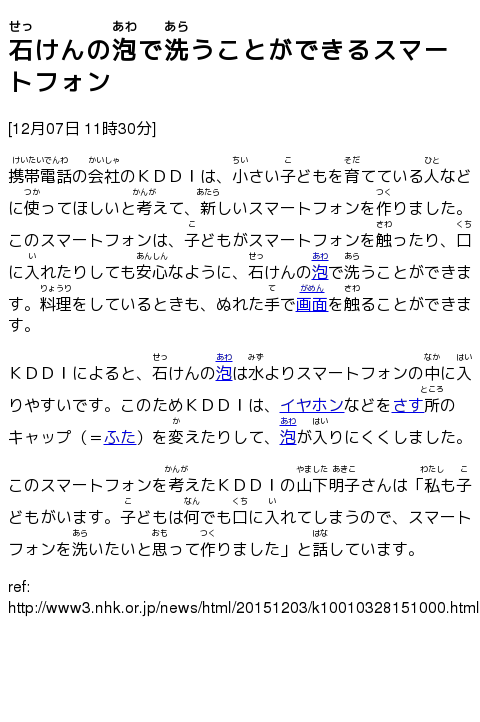 石けんの泡で洗うことができるスマー
トフォン
[12月07日 11時30分]
携帯電話の会社のＫＤＤＩは、小さい子どもを育てている人など
に使ってほしいと考えて、新しいスマートフォンを作りました。
このスマートフォンは、子どもがスマートフォンを触ったり、口
に入れたりしても安心なように、石けんの泡で洗うことができま
す。料理をしているときも、ぬれた手で画面を触ることができま
す。
ＫＤＤＩによると、石けんの泡は水よりスマートフォンの中に入
りやすいです。このためＫＤＤＩは、イヤホンなどをさす所の
キャップ（＝ふた）を変えたりして、泡が入りにくくしました。
このスマートフォンを考えたＫＤＤＩの山下明子さんは「私も子
どもがいます。子どもは何でも口に入れてしまうので、スマート
フォンを洗いたいと思って作りました」と話しています。
ref:
http://www3.nhk.or.jp/news/html/20151203/k10010328151000.html